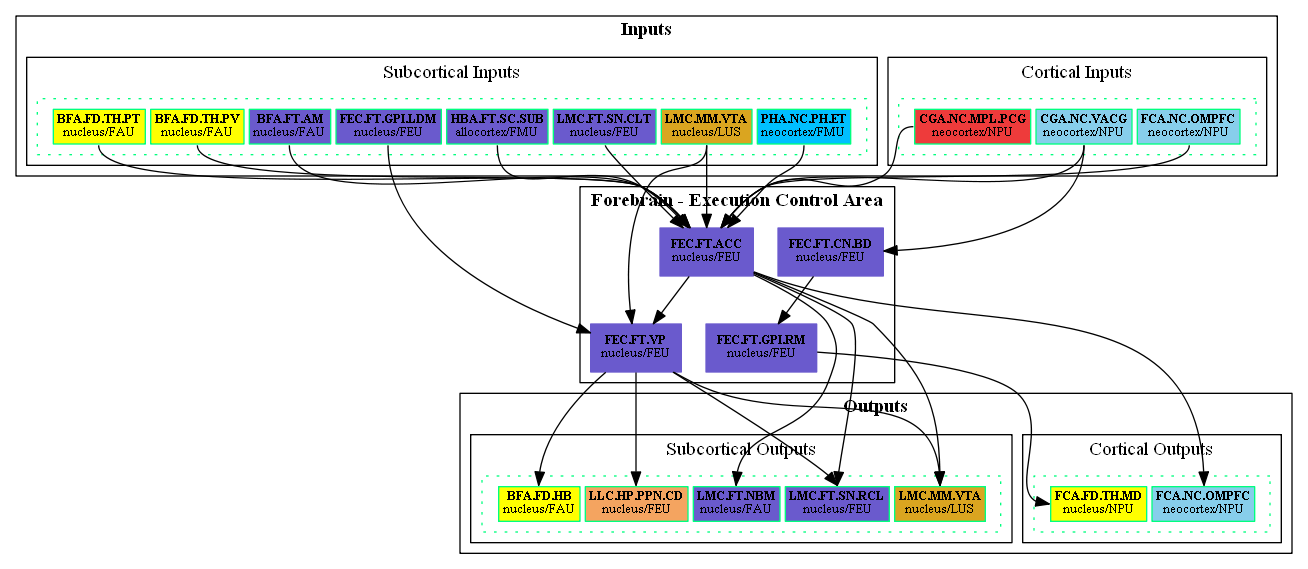 Inputs
Subcortical Inputs
Cortical Inputs
BFA.FD.TH.PT
nucleus/FAU
BFA.FD.TH.PV
nucleus/FAU
BFA.FT.AM
nucleus/FAU
FEC.FT.GPI.LDM
nucleus/FEU
HBA.FT.SC.SUB
allocortex/FMU
LMC.FT.SN.CLT
nucleus/FEU
LMC.MM.VTA
nucleus/LUS
PHA.NC.PH.ET
neocortex/FMU
CGA.NC.MPL.PCG
neocortex/NPU
CGA.NC.VACG
neocortex/NPU
FCA.NC.OMPFC
neocortex/NPU
Forebrain - Execution Control Area
FEC.FT.ACC
nucleus/FEU
FEC.FT.CN.BD
nucleus/FEU
FEC.FT.VP
nucleus/FEU
FEC.FT.GPI.RM
nucleus/FEU
Outputs
Subcortical Outputs
Cortical Outputs
BFA.FD.HB
nucleus/FAU
LLC.HP.PPN.CD
nucleus/FEU
LMC.FT.NBM
nucleus/FAU
LMC.FT.SN.RCL
nucleus/FEU
LMC.MM.VTA
nucleus/LUS
FCA.FD.TH.MD
nucleus/NPU
FCA.NC.OMPFC
neocortex/NPU